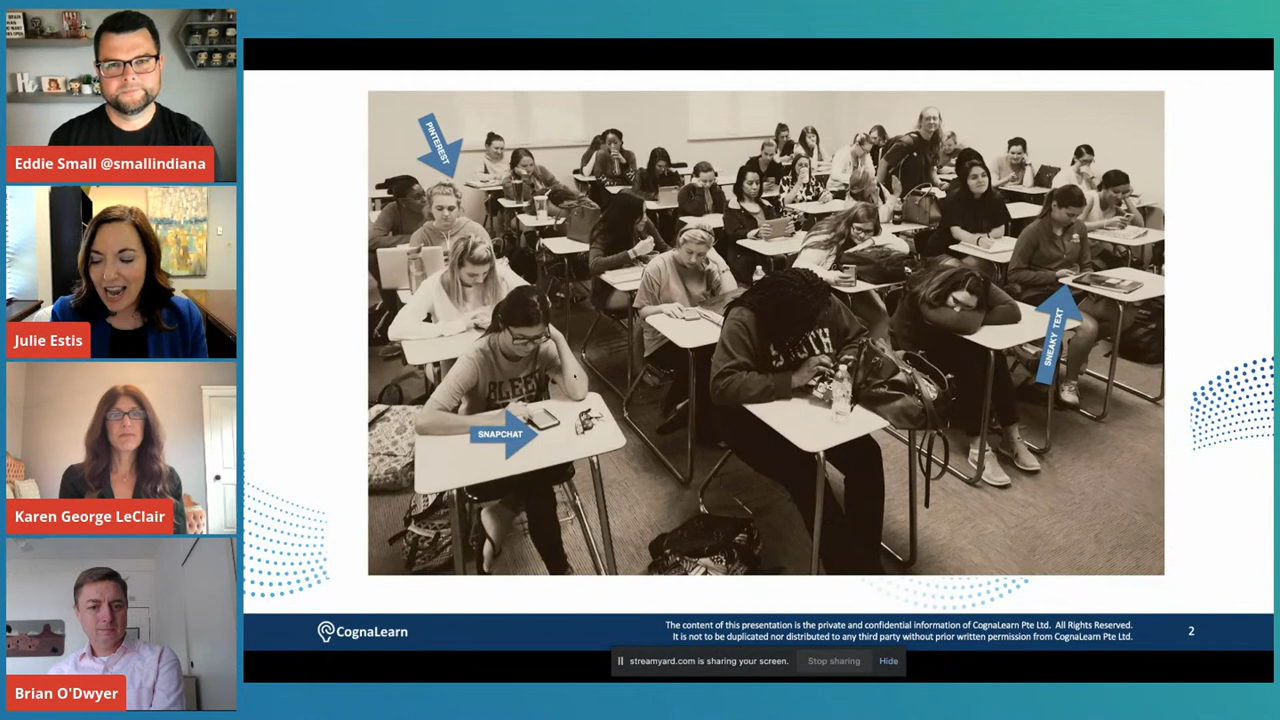 Eddie Small @smallindiana
Julie Estis
Karen George LeClair
Brian O'Dwyer
PINTEREST
SNAPCHAT
SNEAKY TEXT
CognaLearn
The content of this presentation is the private and confidential information of CognaLearn Pte Ltd. All Rights Reserved.
It is not to be duplicated nor distributed to any third party without prior written permission from CognaLearn Pte Ltd.
2
streamyard.com is sharing your screen.
Stop sharing
Hide